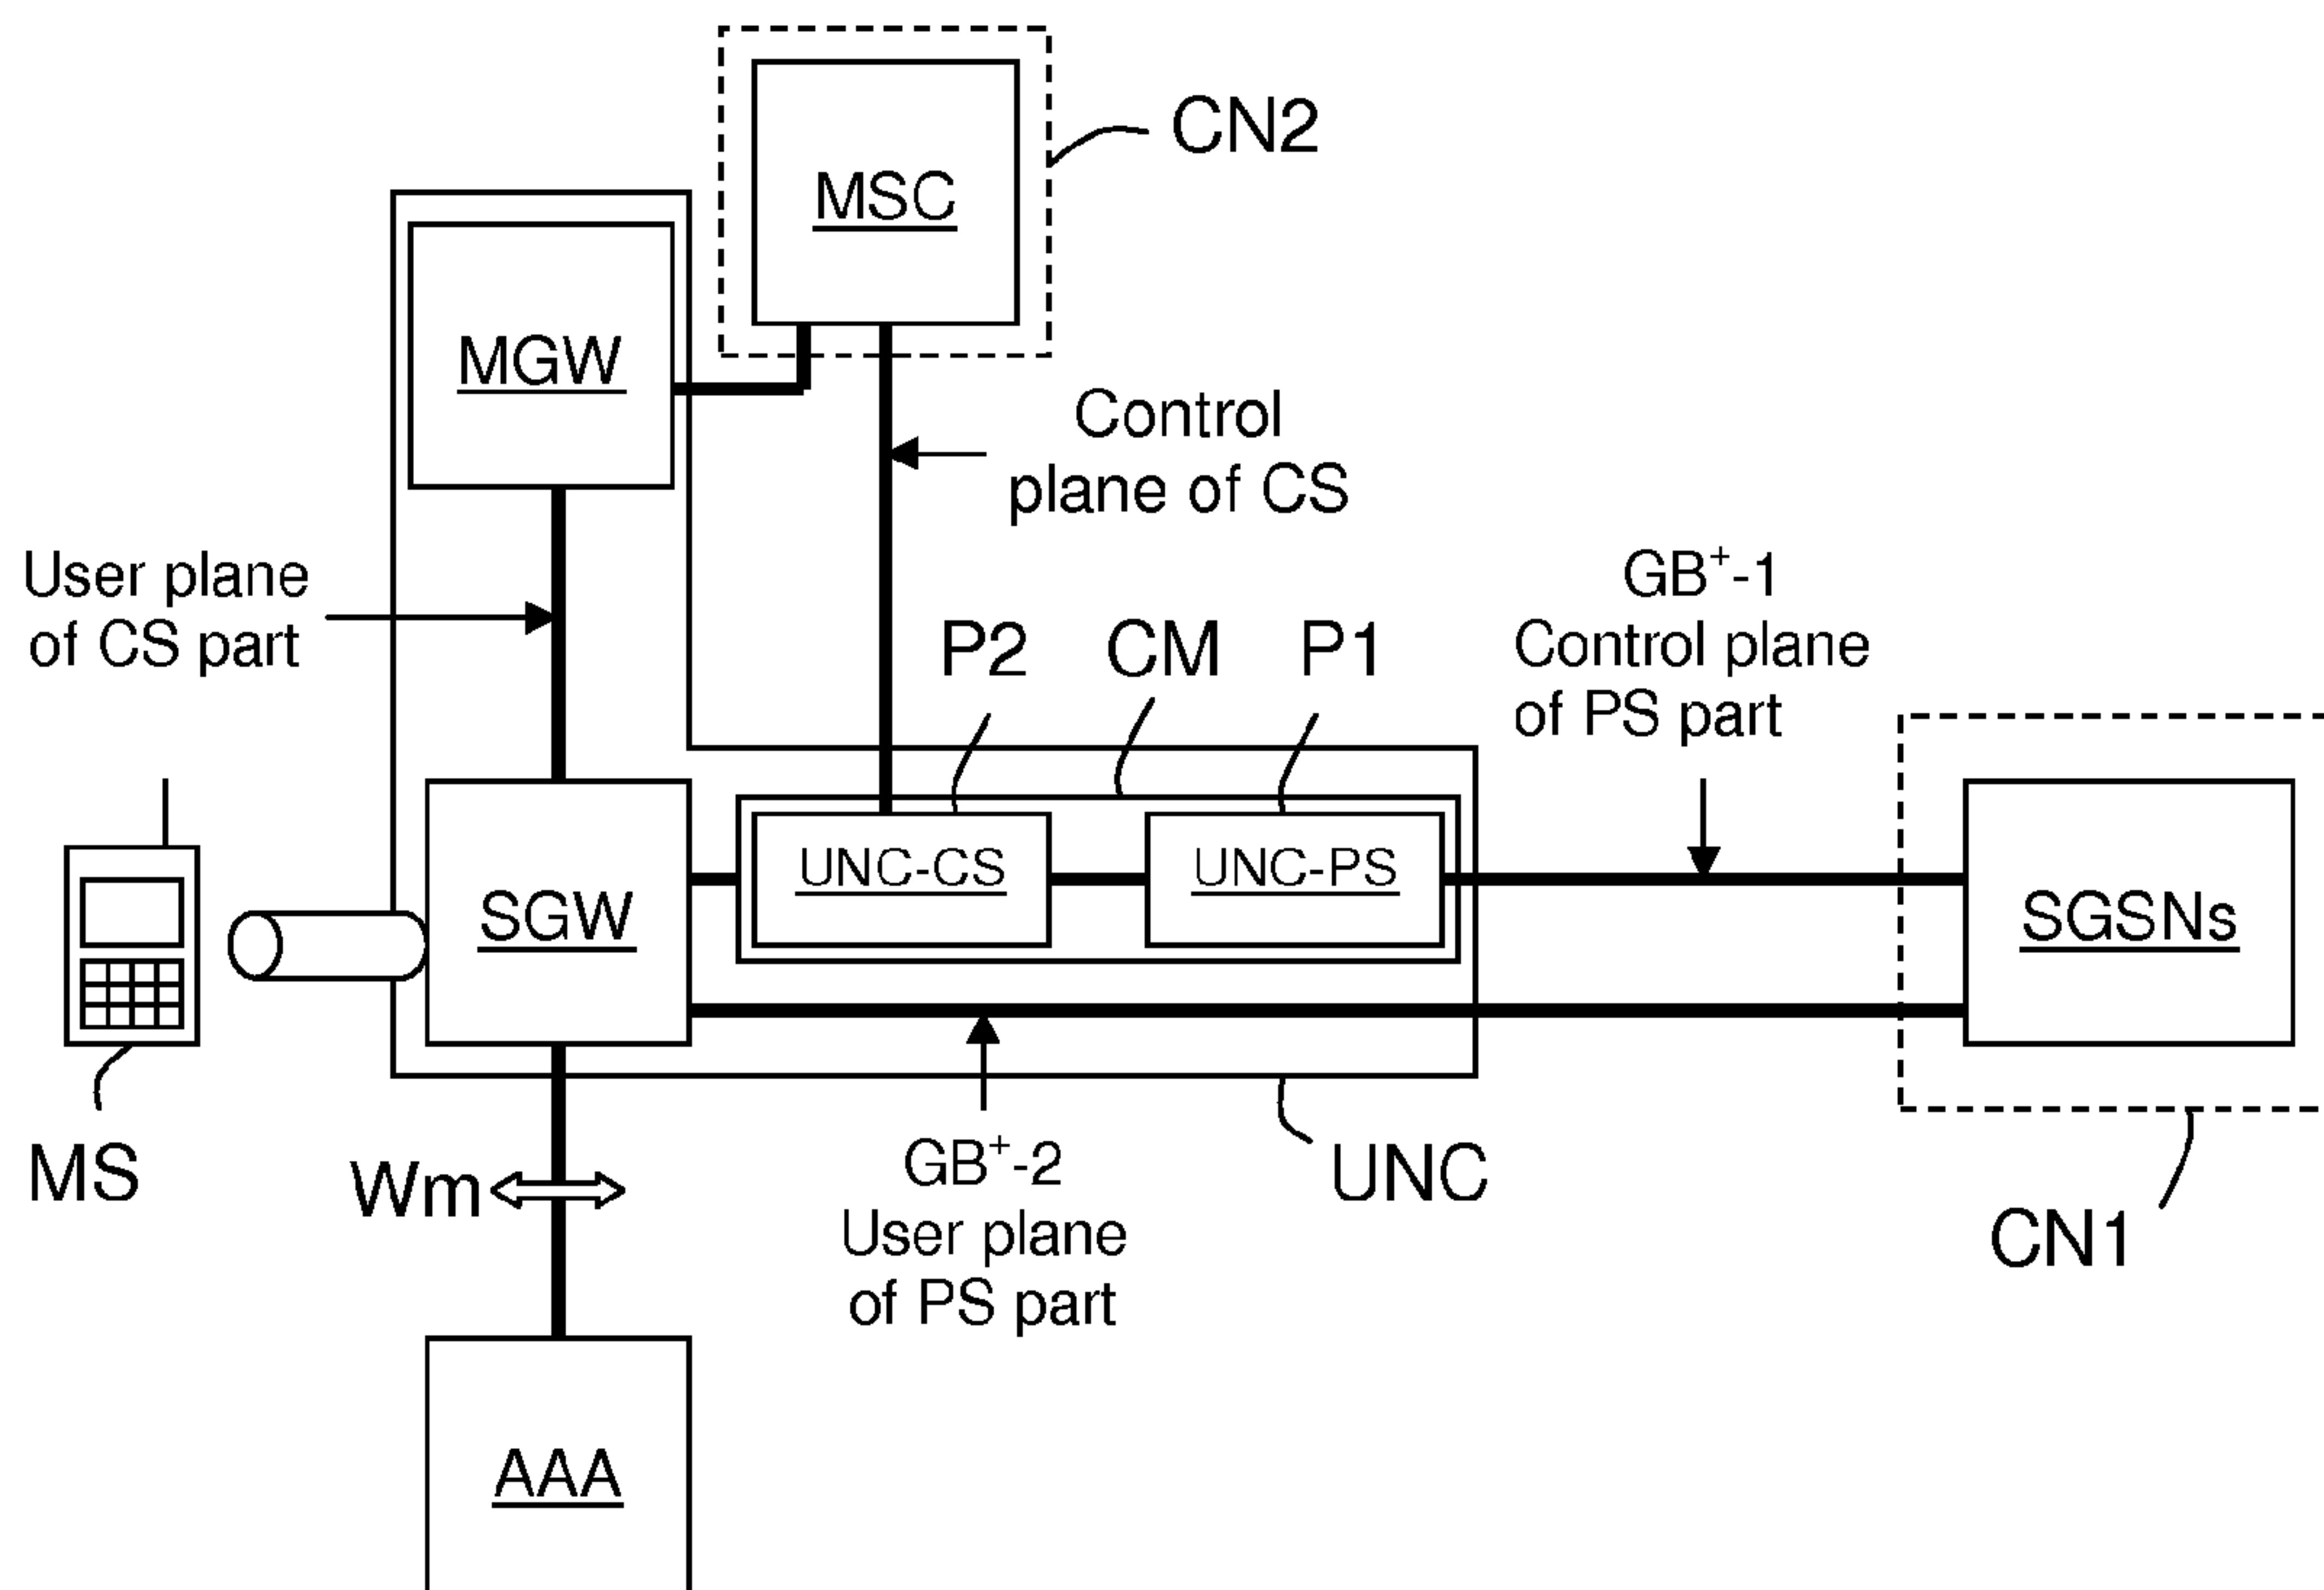 CN2
MSC
MGW
Control
plane of CS
User plane
of CS part
GB⁺-1
Control plane
of PS part
P2
CM
P1
UNC-CS
UNC-PS
SGW
SGSNs
MS
Wm
GB⁺-2
User plane
of PS part
UNC
CN1
AAA